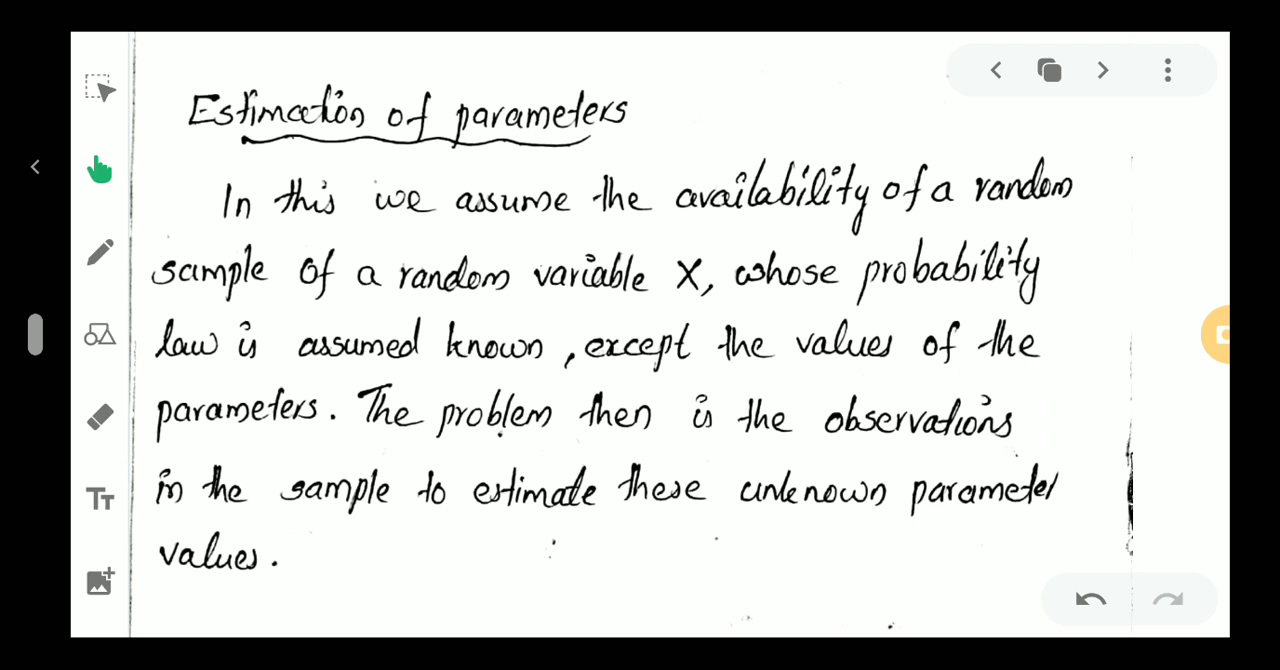 Estimation of parameters
In this we assume the availability of a random
sample of a random variable X, whose probability
law is assumed known, except the values of the
parameters. The problem then is the observations
in the sample to estimate these unknown parameter
values.
TT